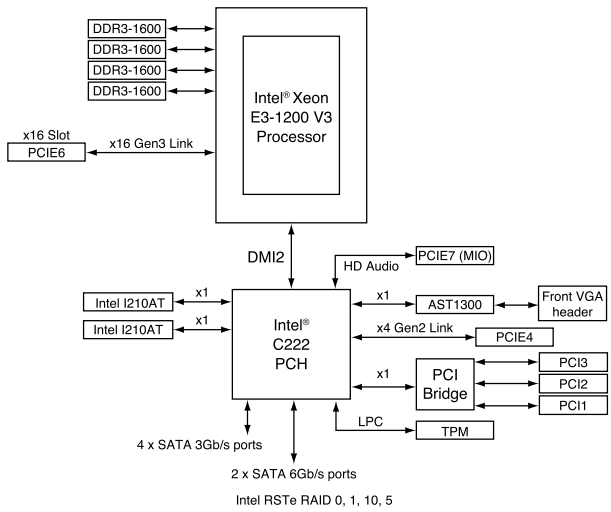 DDR3-1600
DDR3-1600
DDR3-1600
DDR3-1600
Intel® Xeon
E3-1200 V3
Processor
x16 Slot
PCIE6
x16 Gen3 Link
DMI2
HD Audio
PCIE7 (MIO)
Intel I210AT
x1
Intel I210AT
x1
Intel®
C222
PCH
x1
AST1300
Front VGA
header
x4 Gen2 Link
PCIE4
x1
PCI
Bridge
PCI3
PCI2
PCI1
LPC
TPM
4 x SATA 3Gb/s ports
2 x SATA 6Gb/s ports
Intel RSTe RAID 0, 1, 10, 5